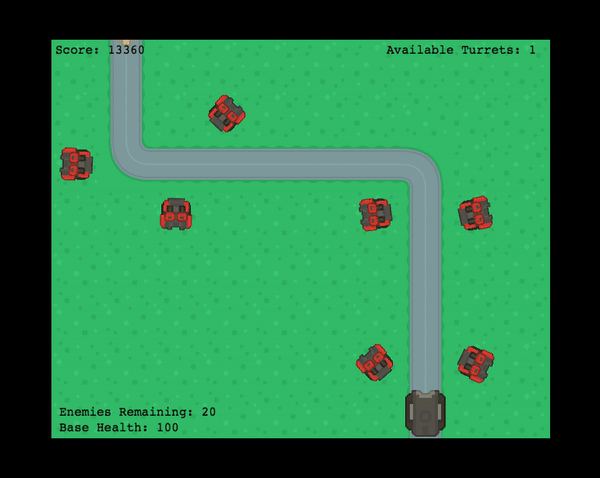 Score: 13360
Available Turrets: 1
Enemies Remaining: 20
Base Health: 100